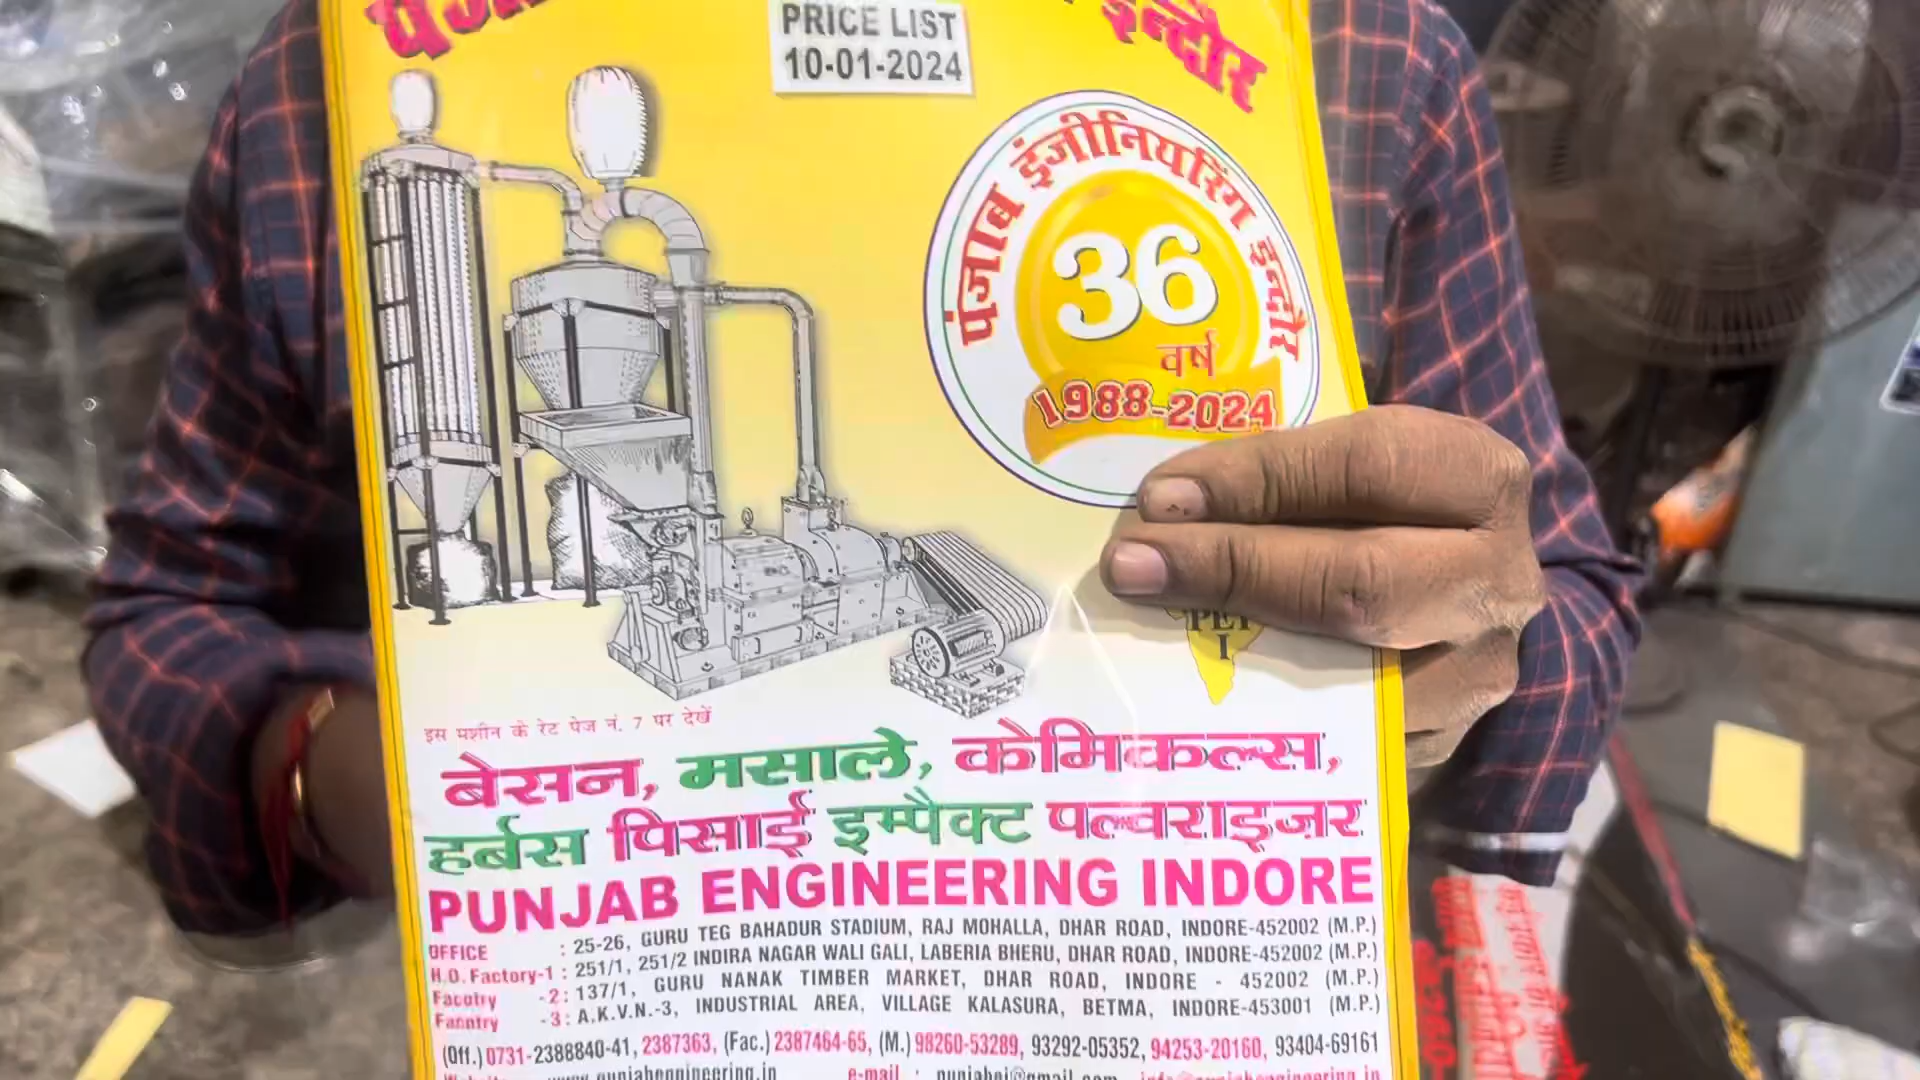 इन्दौर
PRICE LIST
10-01-2024
पंजाब इंजीनियरिंग इन्दौर
36
वर्ष
1988-2024
I
इस मशीन के रेट पेज नं. 7 पर देखें
बेसन, मसाले, केमिकल्स,
हर्बस पिसाई इम्पैक्ट पल्वराइज़र
PUNJAB ENGINEERING INDORE
OFFICE : 25-26, GURU TEG BAHADUR STADIUM, RAJ MOHALLA, DHAR ROAD, INDORE-452002 (M.P.)
H.O. Factory-1 : 251/1, 251/2 INDIRA NAGAR WALI GALI, LABERIA BHERU, DHAR ROAD, INDORE-452002 (M.P.)
Facotry -2 : 137/1, GURU NANAK TIMBER MARKET, DHAR ROAD, INDORE - 452002 (M.P.)
-3 : A.K.V.N.-3, INDUSTRIAL AREA, VILLAGE KALASURA, BETMA, INDORE-453001 (M.P.)
(Off.) 0731-2388840-41, 2387363, (Fac.) 2387464-65, (M.) 98260-53289, 93292-05352, 94253-20160, 93404-69161
e-mail :